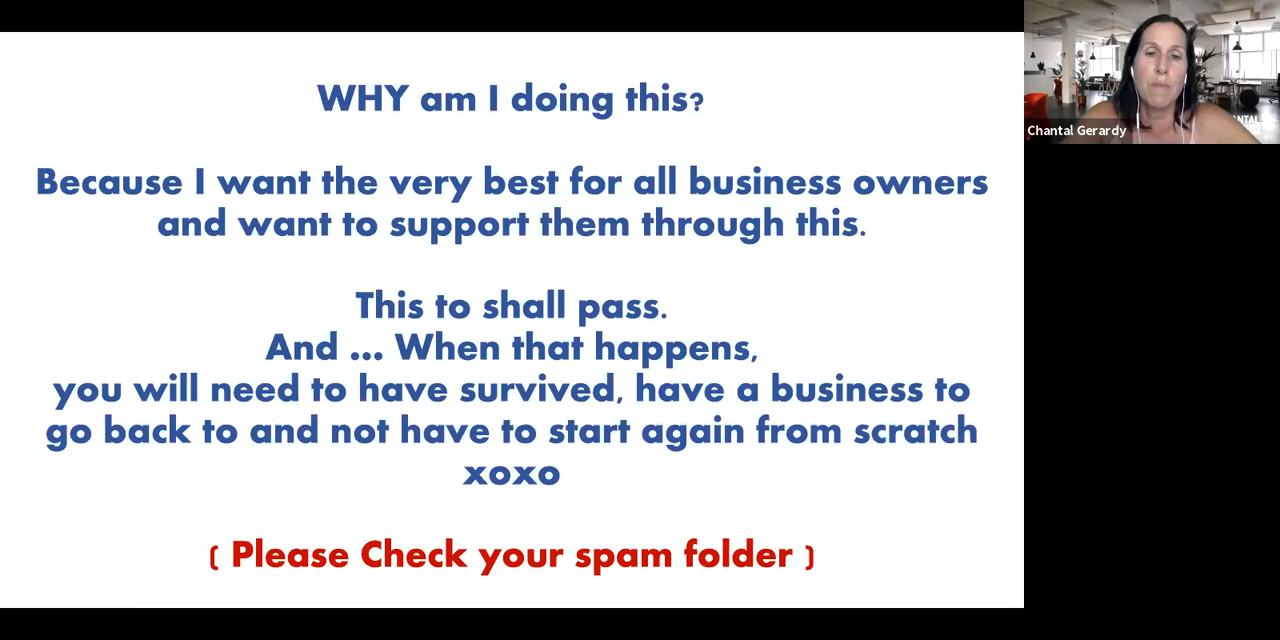 WHY am I doing this?
Because I want the very best for all business owners
and want to support them through this.
This to shall pass.
And ... When that happens,
you will need to have survived, have a business to
go back to and not have to start again from scratch
xoxo
( Please Check your spam folder )
Chantal Gerardy